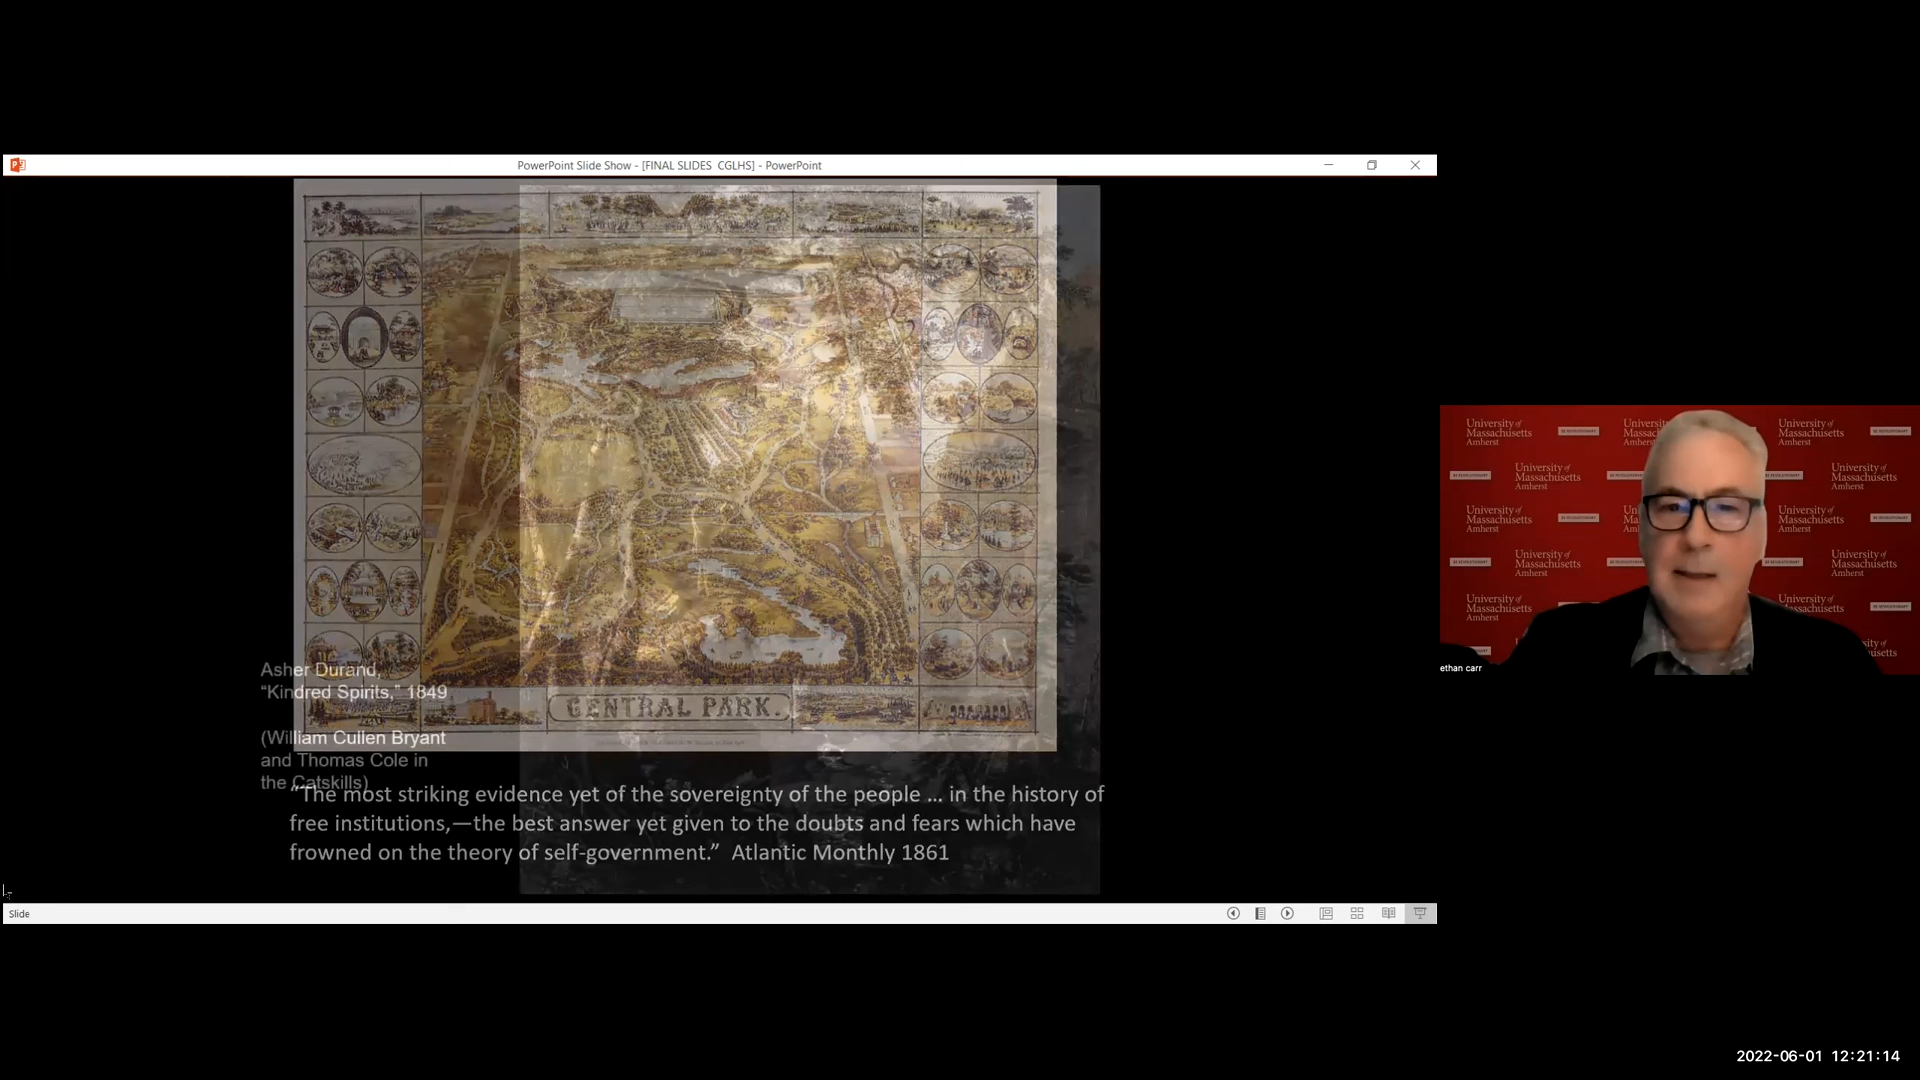 PowerPoint Slide Show - [FINAL SLIDES CGLHS] - PowerPoint
CENTRAL PARK.
Asher Durand,
“Kindred Spirits,” 1849
(William Cullen Bryant
and Thomas Cole in
the Catskills)
“The most striking evidence yet of the sovereignty of the people … in the history of
free institutions,—the best answer yet given to the doubts and fears which have
frowned on the theory of self-government.” Atlantic Monthly 1861
Slide
University of
Massachusetts
Amherst
BE REVOLUTIONARY
ethan carr
2022-06-01 12:21:14